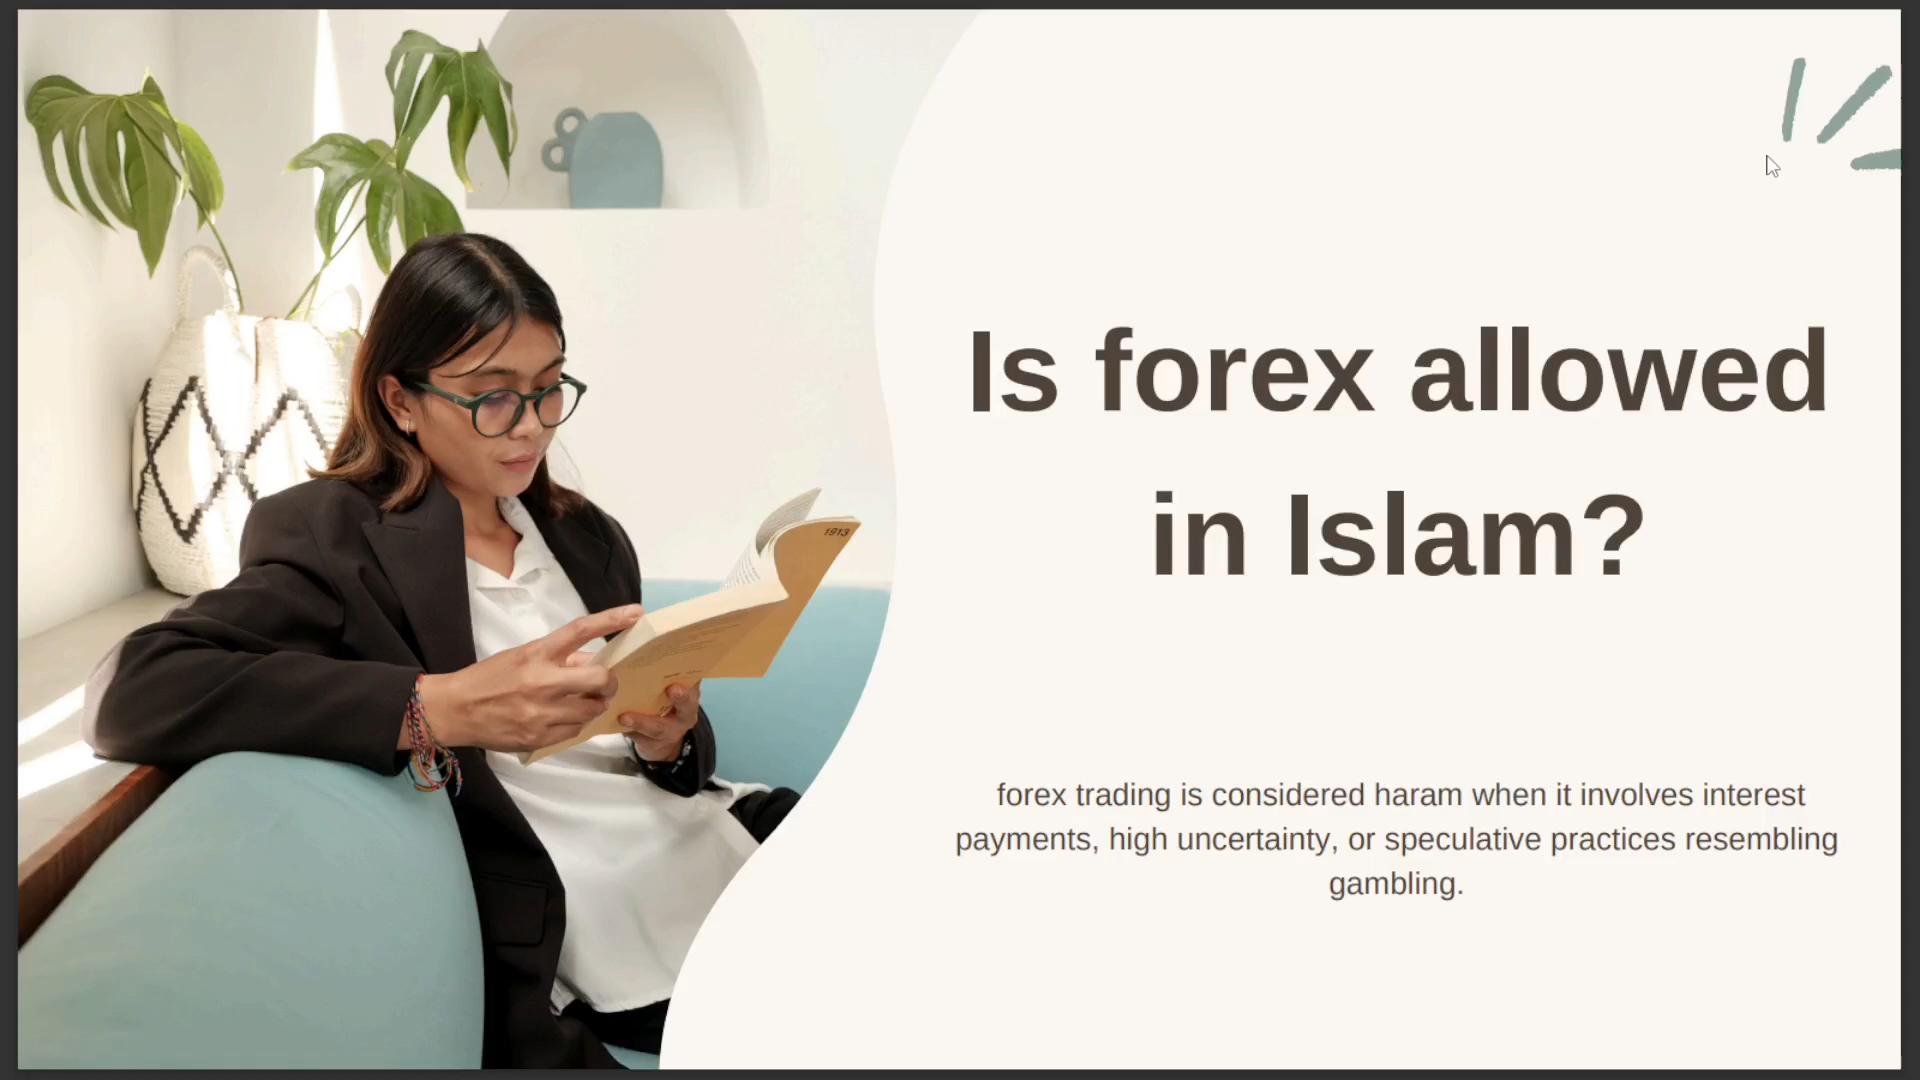 Is forex allowed
in Islam?
forex trading is considered haram when it involves interest
payments, high uncertainty, or speculative practices resembling
gambling.
1913